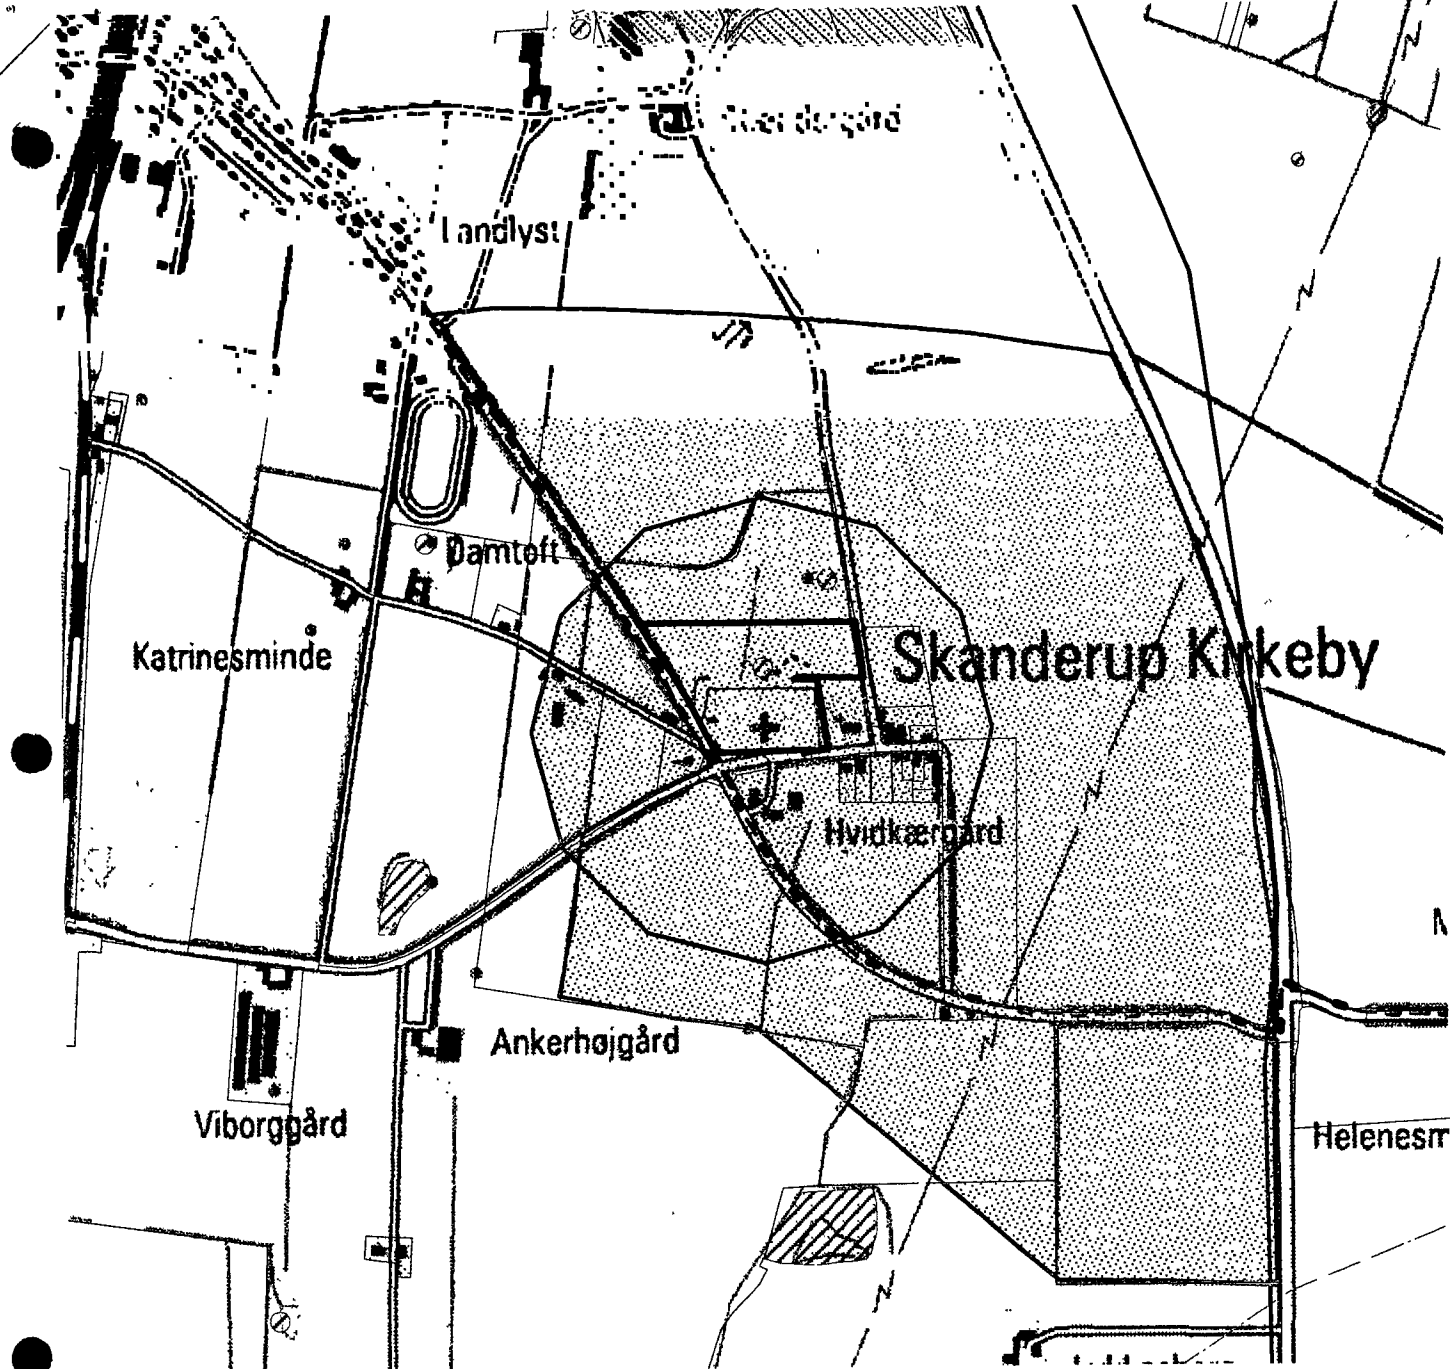 Landlyst
Damtoft
Katrinesminde
Skanderup Kirkeby
Hvidkærgård
Ankerhøjgård
Viborggård
Helenesm